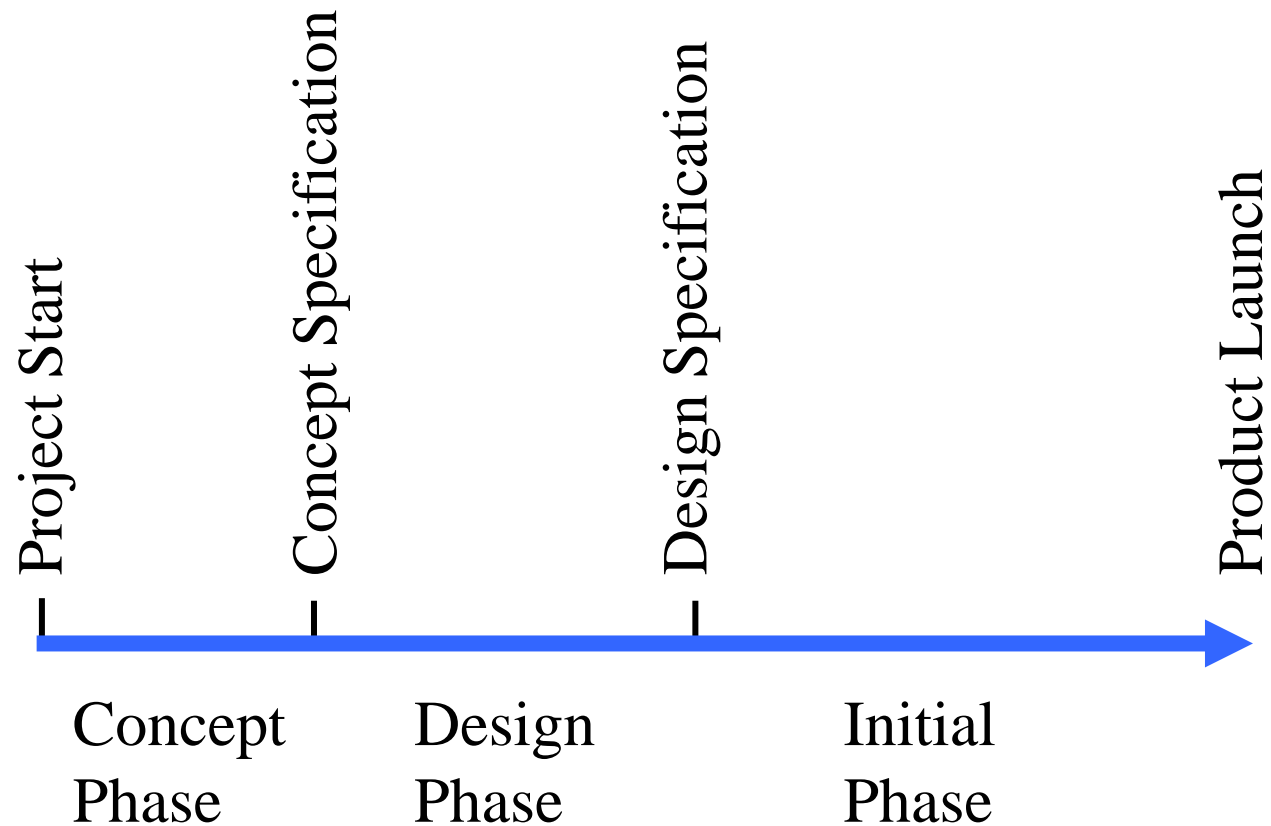 Project Start
Concept Specification
Design Specification
Product Launch
Concept
Phase
Design
Phase
Initial
Phase